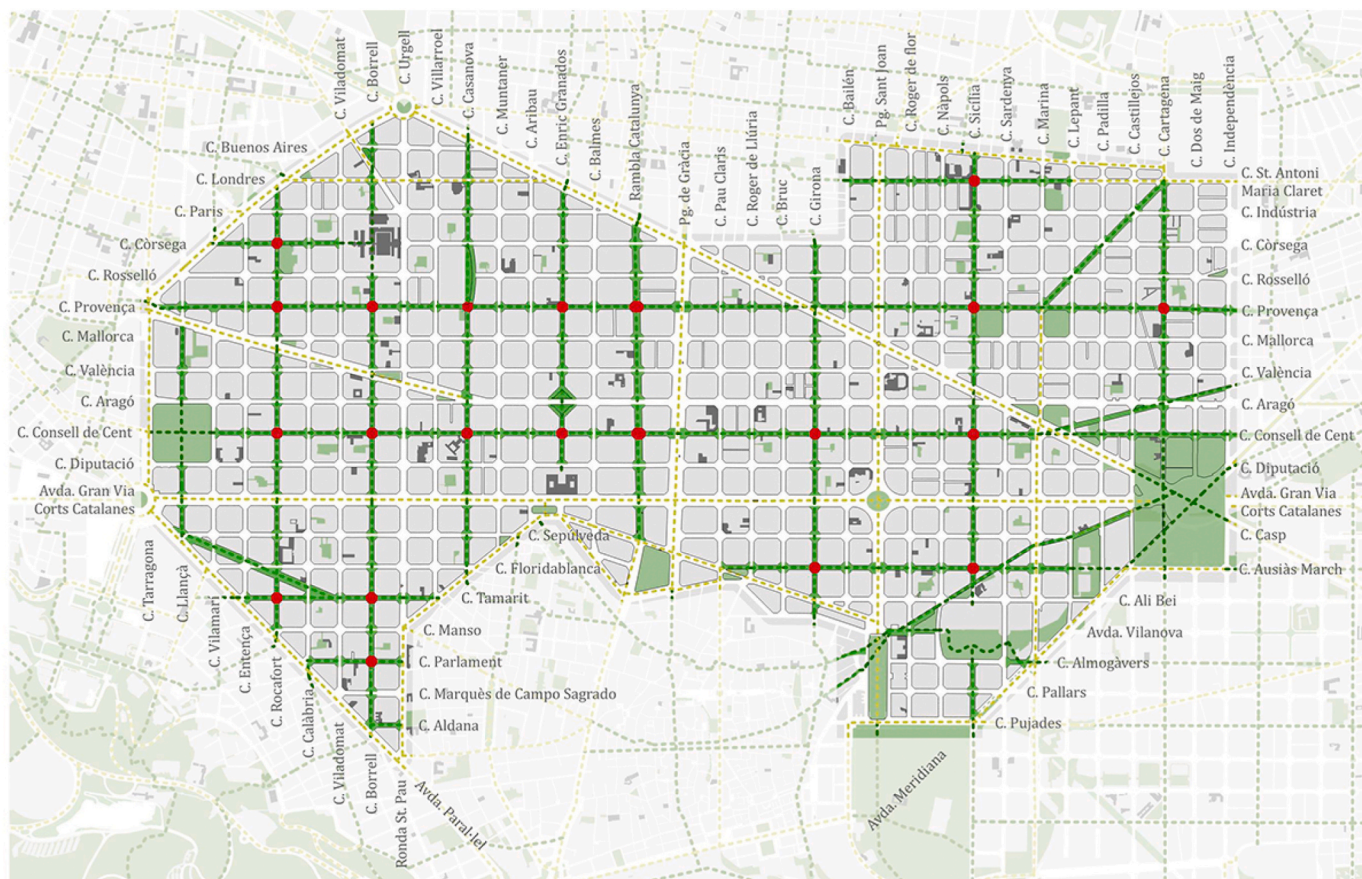 C. Viladomat
C. Borrell
C. Urgell
C. Villarroel
C. Casanova
C. Muntaner
C. Aribau
C. Enric Granados
C. Balmes
Rambla Catalunya
Pg. de Gràcia
C. Pau Claris
C. Roger de Llúria
C. Bruc
C. Girona
C. Bailén
Pg. Sant Joan
C. Roger de flor
C. Nàpols
C. Sicília
C. Sardenya
C. Marina
C. Lepant
C. Padilla
C. Castillejos
C. Cartagena
C. Dos de Maig
C. Independència
C. Buenos Aires
C. Londres
C. Paris
C. Còrsega
C. Rosselló
C. Provença
C. Mallorca
C. València
C. Aragó
C. Consell de Cent
C. Diputació
Avda. Gran Via
Corts Catalanes
C. St. Antoni
Maria Claret
C. Indústria
C. Còrsega
C. Rosselló
C. Provença
C. Mallorca
C. València
C. Aragó
C. Consell de Cent
C. Diputació
Avda. Gran Via
Corts Catalanes
C. Casp
C. Ausiàs March
C. Ali Bei
Avda. Vilanova
C. Almogàvers
C. Pallars
C. Pujades
Avda. Meridiana
C. Sepúlveda
C. Floridablanca
C. Tamarit
C. Manso
C. Parlament
C. Marquès de Campo Sagrado
C. Aldana
C. Tarragona
C. Llançà
C. Vilamarí
C. Entença
C. Rocafort
C. Calàbria
C. Viladomat
C. Borrell
Ronda St. Pau
Avda. Paral·lel